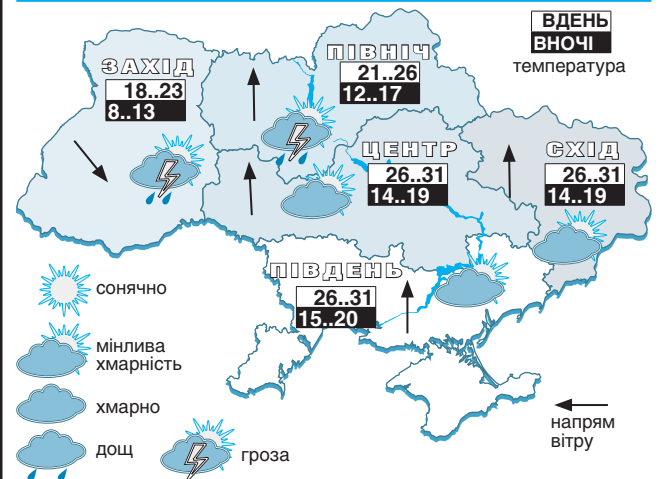 ВДЕНЬ
ВНОЧІ
температура
ЗАХІД
18..23
8..13
ПІВНІЧ
21..26
12..17
ЦЕНТР
26..31
14..19
СХІД
26..31
14..19
ПІВДЕНЬ
26..31
15..20
сонячно
мінлива
хмарність
хмарно
дощ
гроза
напрям
вітру